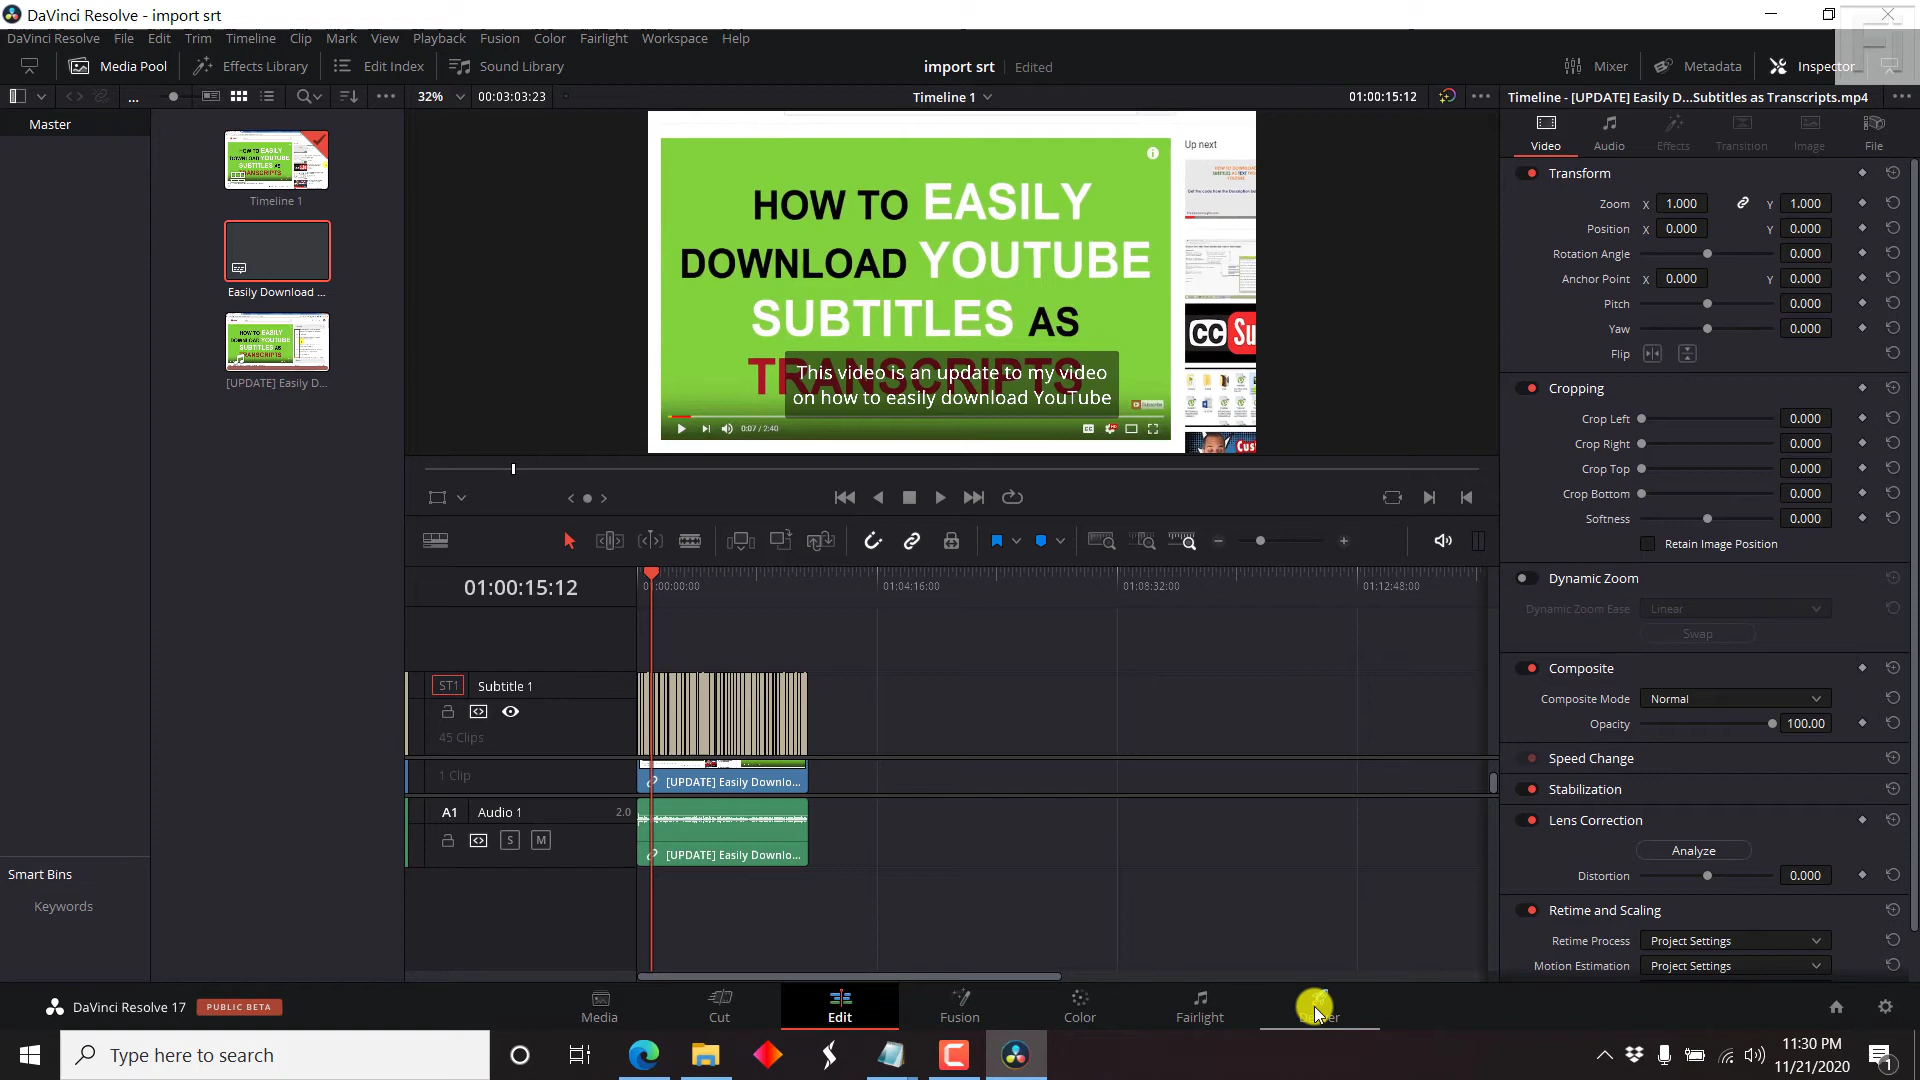 DaVinci Resolve - import srt
DaVinci Resolve File Edit Trim Timeline Clip Mark View Playback Fusion Color Fairlight Workspace Help
Media Pool Effects Library Edit Index Sound Library import srt Edited Mixer Metadata Inspector
32% 00:03:03:23 Timeline 1 01:00:15:12 Timeline - [UPDATE] Easily D...Subtitles as Transcripts.mp4
Master
Timeline 1
Easily Download ...
[UPDATE] Easily D...
HOW TO EASILY
DOWNLOAD YOUTUBE
SUBTITLES AS
TRANSCRIPTS
This video is an update to my video
on how to easily download YouTube
0:07 / 2:40
Subscribe
Up next
CC Su
Cust
Video Audio Effects Transition Image File
Transform
Zoom X 1.000 Y 1.000
Position X 0.000 Y 0.000
Rotation Angle 0.000
Anchor Point X 0.000 Y 0.000
Pitch 0.000
Yaw 0.000
Flip
Cropping
Crop Left 0.000
Crop Right 0.000
Crop Top 0.000
Crop Bottom 0.000
Softness 0.000
Retain Image Position
Dynamic Zoom
Dynamic Zoom Ease Linear
Swap
Composite
Composite Mode Normal
Opacity 100.00
Speed Change
Stabilization
Lens Correction
Analyze
Distortion 0.000
Retime and Scaling
Retime Process Project Settings
Motion Estimation Project Settings
01:00:15:12 01:04:16:00 01:08:32:00 01:12:48:00
ST1 Subtitle 1
45 Clips
1 Clip [UPDATE] Easily Downlo...
A1 Audio 1 2.0
S M
[UPDATE] Easily Downlo...
Smart Bins
Keywords
DaVinci Resolve 17 PUBLIC BETA
Media Cut Edit Fusion Color Fairlight
Type here to search
11:30 PM
11/21/2020
1